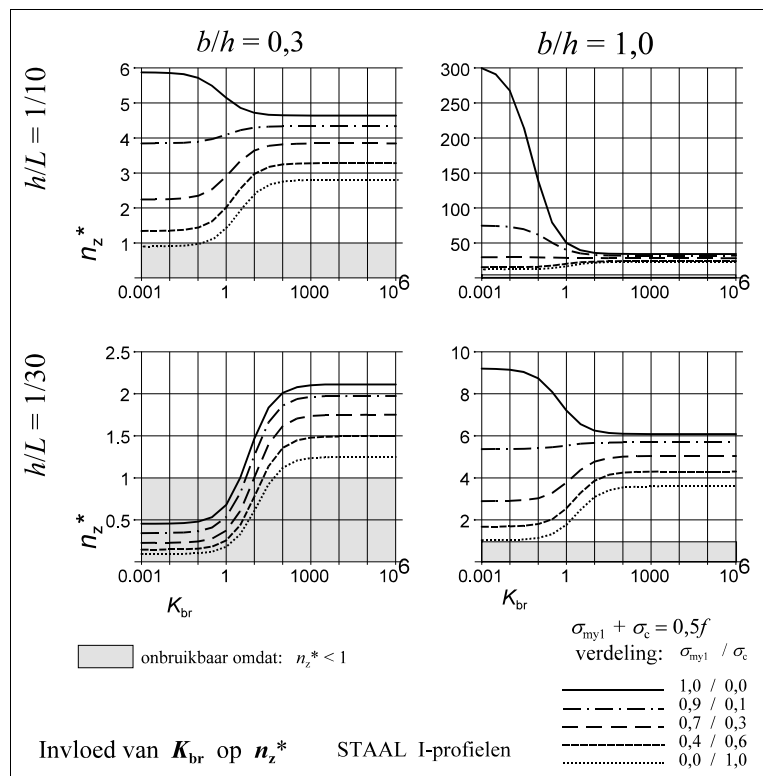 b/h = 0,3
b/h = 1,0
h/L = 1/10
n_z*
6
5
4
3
2
1
0.001
1
1000
10^6
300
250
200
150
100
50
0.001
1
1000
10^6
h/L = 1/30
n_z*
2.5
2
1.5
1
0.5
0.001
1
1000
10^6
K_br
10
8
6
4
2
0.001
1
1000
10^6
K_br
onbruikbaar omdat: n_z* < 1
σ_my1 + σ_c = 0,5f
verdeling: σ_my1 / σ_c
1,0 / 0,0
0,9 / 0,1
0,7 / 0,3
0,4 / 0,6
0,0 / 1,0
Invloed van K_br op n_z* STAAL I-profielen